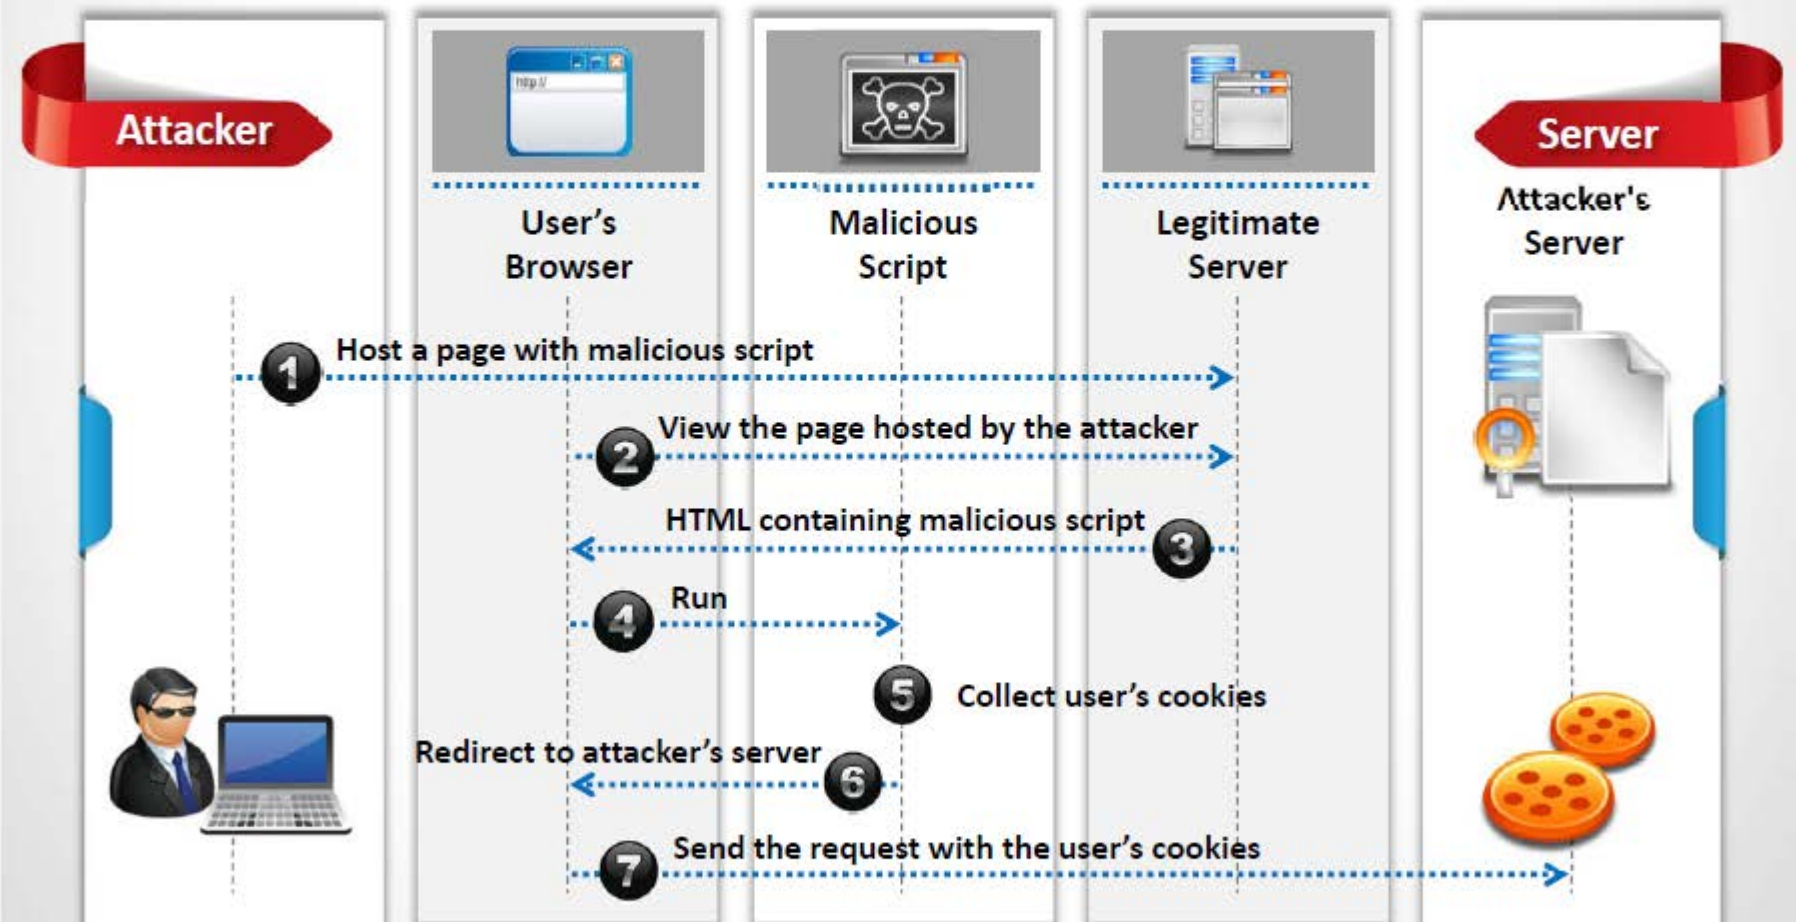 Attacker
http://
User's
Browser
Malicious
Script
Legitimate
Server
Server
Attacker's
Server
1
Host a page with malicious script
2
View the page hosted by the attacker
HTML containing malicious script
3
4
Run
5
Collect user's cookies
Redirect to attacker's server
6
7
Send the request with the user's cookies